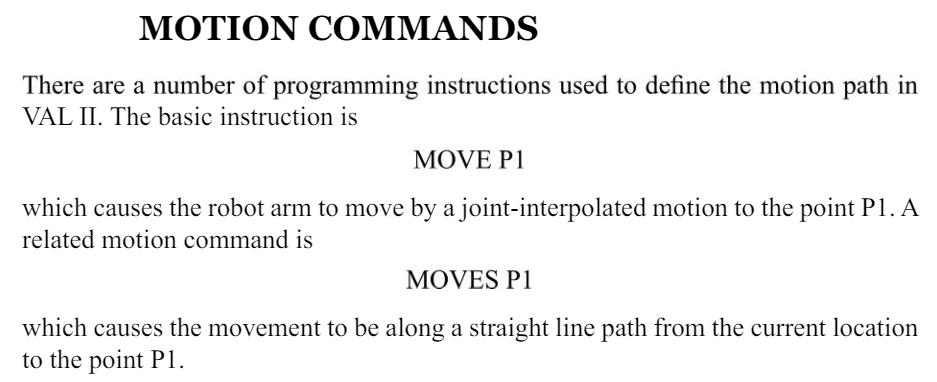 MOTION COMMANDS
There are a number of programming instructions used to define the motion path in
VAL II. The basic instruction is
MOVE P1
which causes the robot arm to move by a joint-interpolated motion to the point P1. A
related motion command is
MOVES P1
which causes the movement to be along a straight line path from the current location
to the point P1.